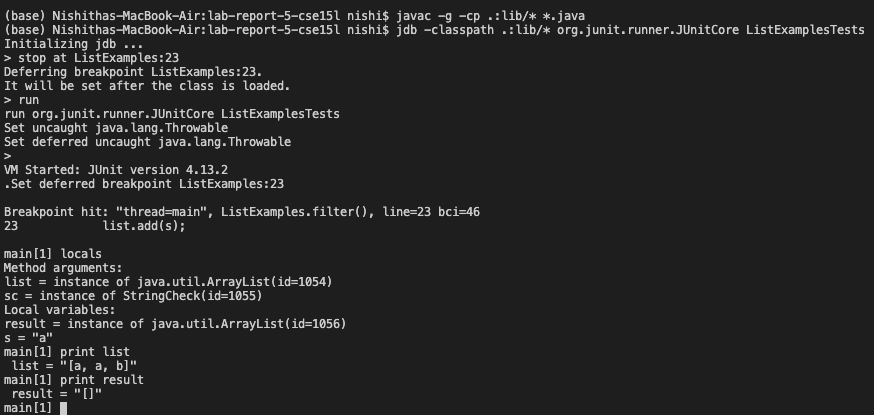 (base) Nishithas-MacBook-Air:lab-report-5-cse15l nishi$ javac -g -cp .:lib/* *.java
(base) Nishithas-MacBook-Air:lab-report-5-cse15l nishi$ jdb -classpath .:lib/* org.junit.runner.JUnitCore ListExamplesTests
Initializing jdb ...
> stop at ListExamples:23
Deferring breakpoint ListExamples:23.
It will be set after the class is loaded.
> run
run org.junit.runner.JUnitCore ListExamplesTests
Set uncaught java.lang.Throwable
Set deferred uncaught java.lang.Throwable
>
VM Started: JUnit version 4.13.2
.Set deferred breakpoint ListExamples:23

Breakpoint hit: "thread=main", ListExamples.filter(), line=23 bci=46
23            list.add(s);

main[1] locals
Method arguments:
list = instance of java.util.ArrayList(id=1054)
sc = instance of StringCheck(id=1055)
Local variables:
result = instance of java.util.ArrayList(id=1056)
s = "a"
main[1] print list
 list = "[a, a, b]"
main[1] print result
 result = "[]"
main[1]